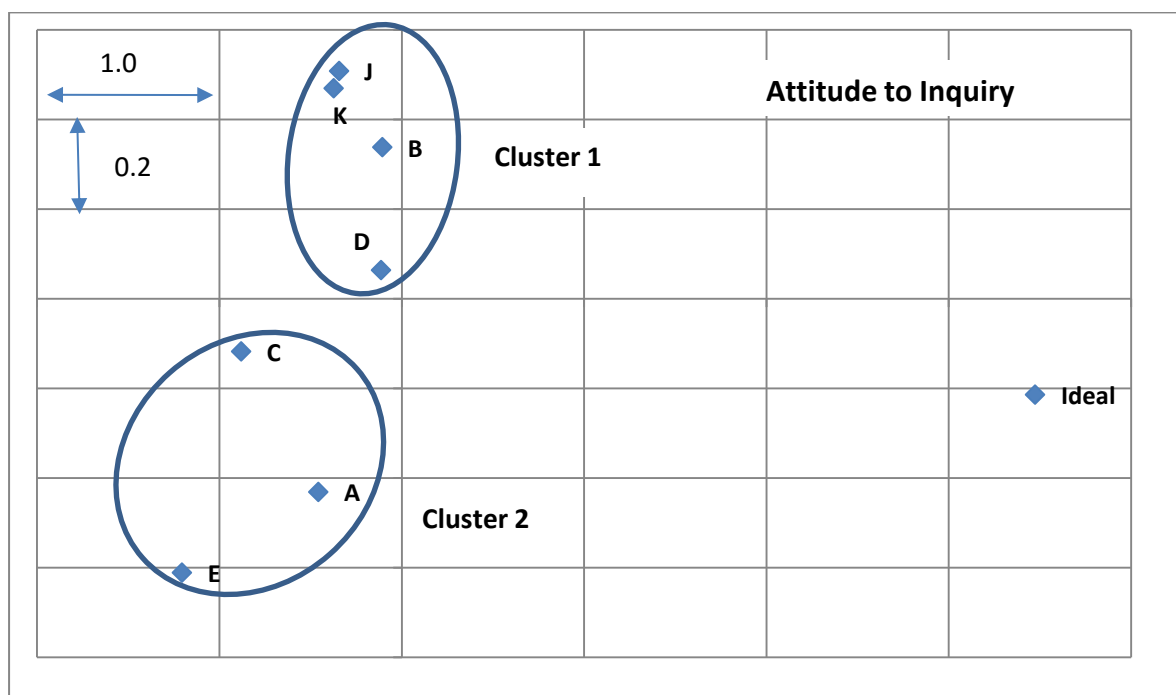 1.0
J
Attitude to Inquiry
K
B
Cluster 1
0.2
D
C
Ideal
A
Cluster 2
E